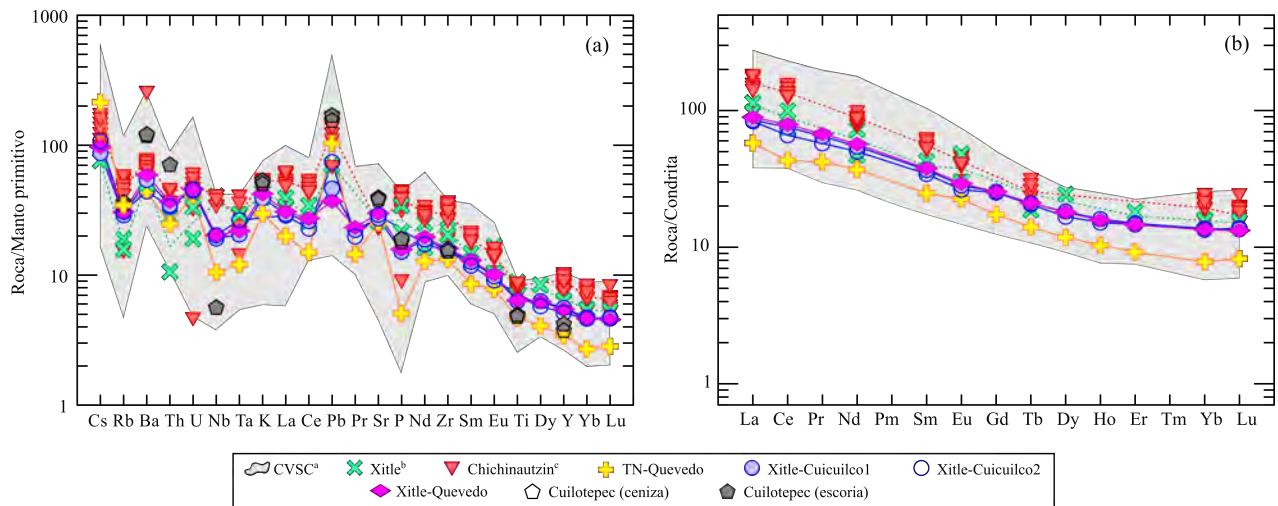 1000
100
10
1
Roca/Manto primitivo
(a)
Cs Rb Ba Th U Nb Ta K La Ce Pb Pr Sr P Nd Zr Sm Eu Ti Dy Y Yb Lu
100
10
1
Roca/Condrita
(b)
La Ce Pr Nd Pm Sm Eu Gd Tb Dy Ho Er Tm Yb Lu
CVSCᵃ Xitleᵇ Chichinautzinᶜ TN-Quevedo Xitle-Cuicuilco1 Xitle-Cuicuilco2
Xitle-Quevedo Cuilotepec (ceniza) Cuilotepec (escoria)